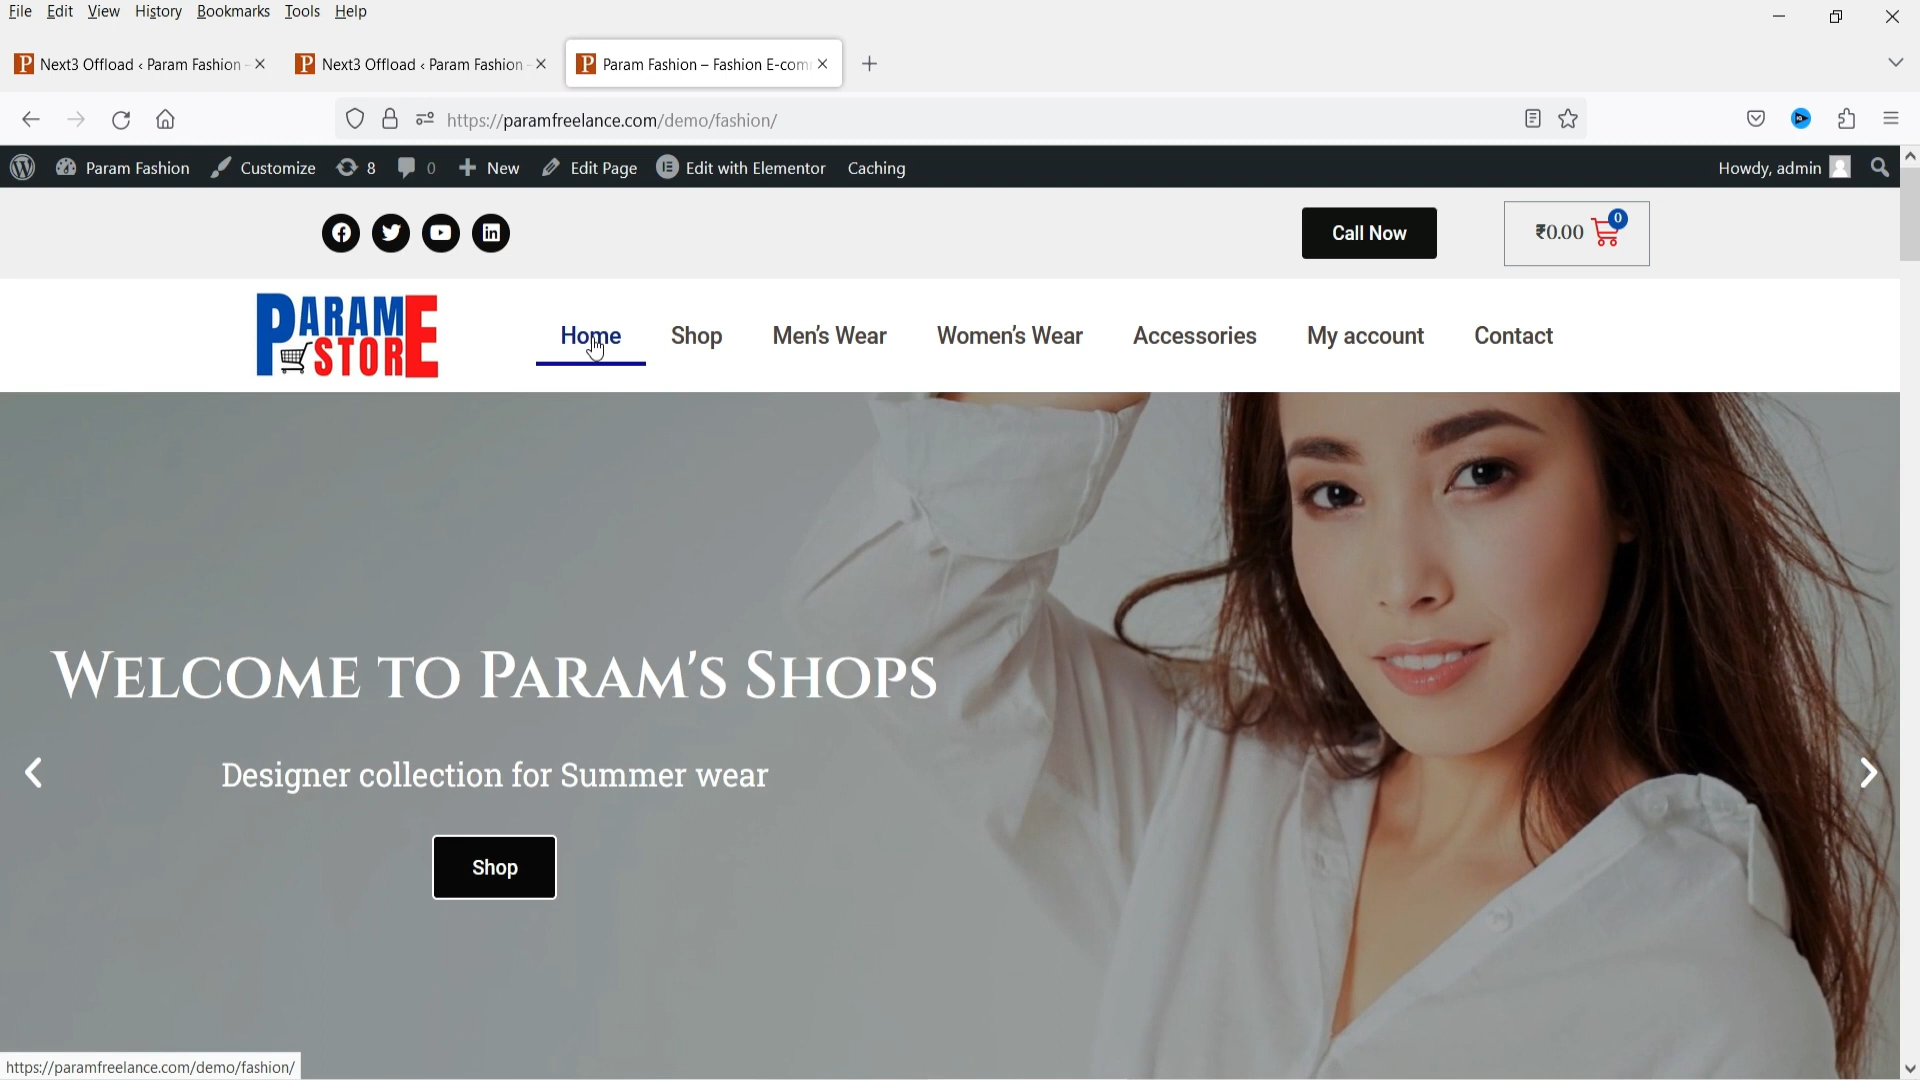 File Edit View History Bookmarks Tools Help
Next3 Offload ‹ Param Fashion –
Next3 Offload ‹ Param Fashion –
Param Fashion – Fashion E-com
https://paramfreelance.com/demo/fashion/
Param Fashion Customize 8 0 New Edit Page Edit with Elementor Caching Howdy, admin
Call Now
₹0.00 0
PARAM E STORE
Home Shop Men’s Wear Women’s Wear Accessories My account Contact
Welcome to Param's Shops
Designer collection for Summer wear
Shop
https://paramfreelance.com/demo/fashion/